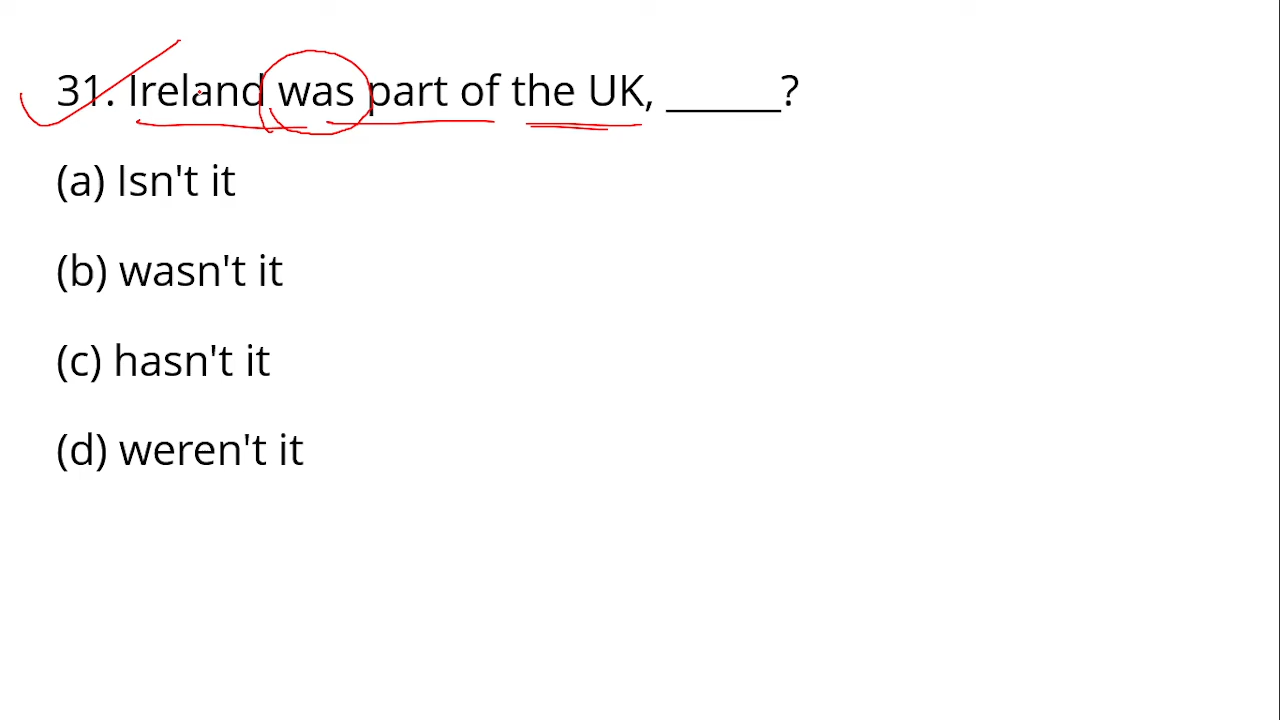 31. Ireland was part of the UK, ______?
(a) Isn't it
(b) wasn't it
(c) hasn't it
(d) weren't it